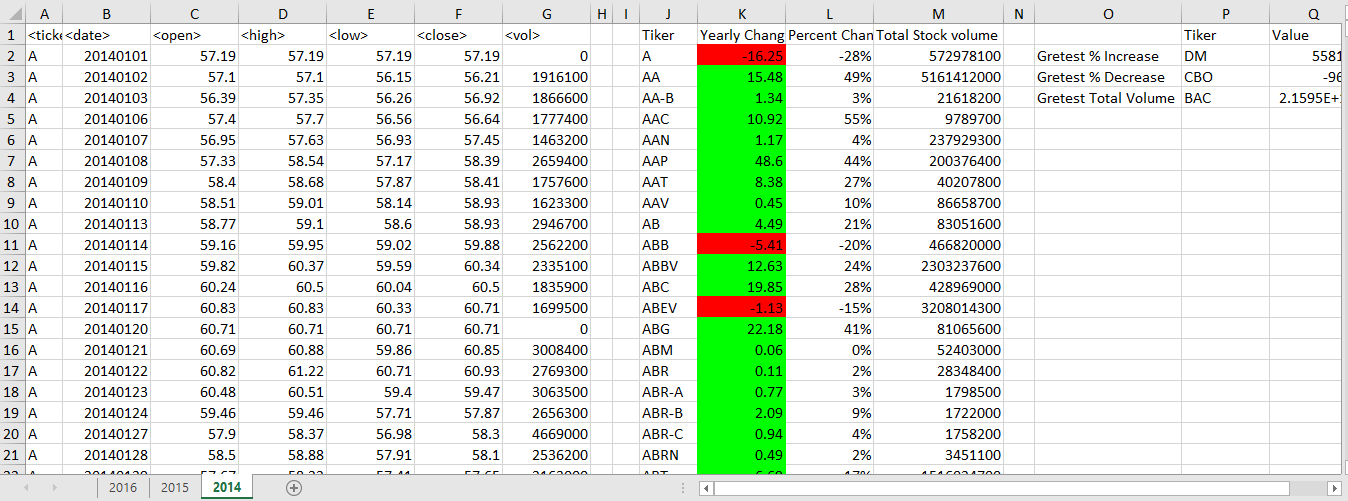 A B C D E F G H I J K L M N O P Q
1 <ticke <date> <open> <high> <low> <close> <vol> Tiker Yearly Chang Percent Chan Total Stock volume Tiker Value
2 A 20140101 57.19 57.19 57.19 57.19 0 A -16.25 -28% 572978100 Gretest % Increase DM 5581
3 A 20140102 57.1 57.1 56.15 56.21 1916100 AA 15.48 49% 5161412000 Gretest % Decrease CBO -96
4 A 20140103 56.39 57.35 56.26 56.92 1866600 AA-B 1.34 3% 21618200 Gretest Total Volume BAC 2.1595E+
5 A 20140106 57.4 57.7 56.56 56.64 1777400 AAC 10.92 55% 9789700
6 A 20140107 56.95 57.63 56.93 57.45 1463200 AAN 1.17 4% 237929300
7 A 20140108 57.33 58.54 57.17 58.39 2659400 AAP 48.6 44% 200376400
8 A 20140109 58.4 58.68 57.87 58.41 1757600 AAT 8.38 27% 40207800
9 A 20140110 58.51 59.01 58.14 58.93 1623300 AAV 0.45 10% 86658700
10 A 20140113 58.77 59.1 58.6 58.93 2946700 AB 4.49 21% 83051600
11 A 20140114 59.16 59.95 59.02 59.88 2562200 ABB -5.41 -20% 466820000
12 A 20140115 59.82 60.37 59.59 60.34 2335100 ABBV 12.63 24% 2303237600
13 A 20140116 60.24 60.5 60.04 60.5 1835900 ABC 19.85 28% 428969000
14 A 20140117 60.83 60.83 60.33 60.71 1699500 ABEV -1.13 -15% 3208014300
15 A 20140120 60.71 60.71 60.71 60.71 0 ABG 22.18 41% 81065600
16 A 20140121 60.69 60.88 59.86 60.85 3008400 ABM 0.06 0% 52403000
17 A 20140122 60.82 61.22 60.71 60.93 2769300 ABR 0.11 2% 28348400
18 A 20140123 60.48 60.51 59.4 59.47 3063500 ABR-A 0.77 3% 1798500
19 A 20140124 59.46 59.46 57.71 57.87 2656300 ABR-B 2.09 9% 1722000
20 A 20140127 57.9 58.37 56.98 58.3 4669000 ABR-C 0.94 4% 1758200
21 A 20140128 58.5 58.88 57.91 58.1 2536200 ABRN 0.49 2% 3451100
2016 2015 2014